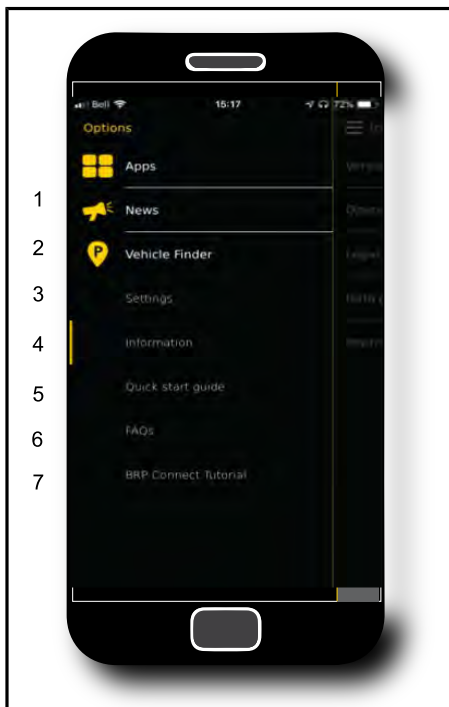 Bell 15:17 72%
Options
Apps
1
News
2
P Vehicle Finder
3 Settings
4 Information
5 Quick start guide
6 FAQs
7 BRP Connect Tutorial